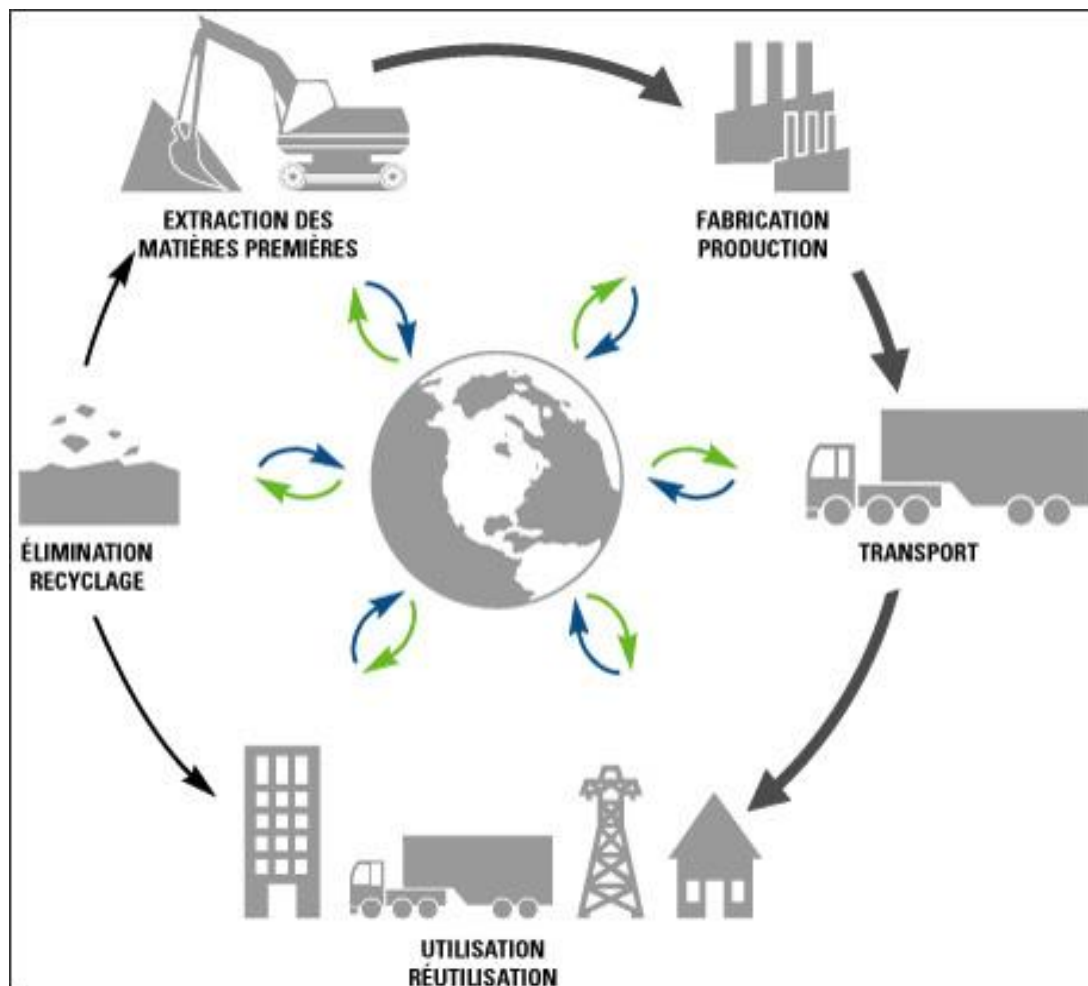 EXTRACTION DES
MATIÈRES PREMIÈRES
FABRICATION
PRODUCTION
TRANSPORT
ÉLIMINATION
RECYCLAGE
UTILISATION
RÉUTILISATION